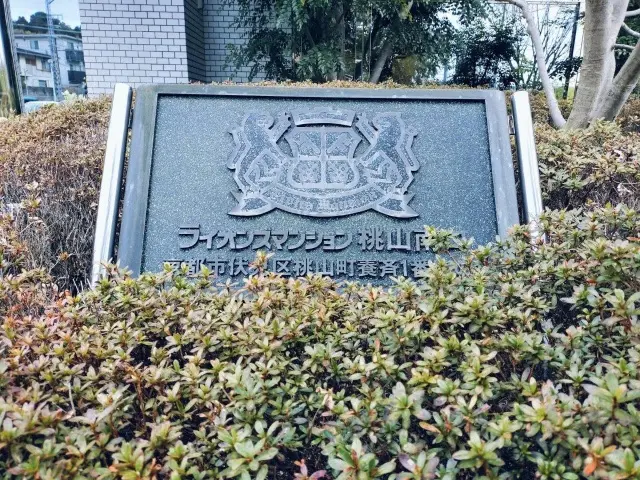 ライオンズマンション 桃山南
京都市伏見区桃山町養斉1番